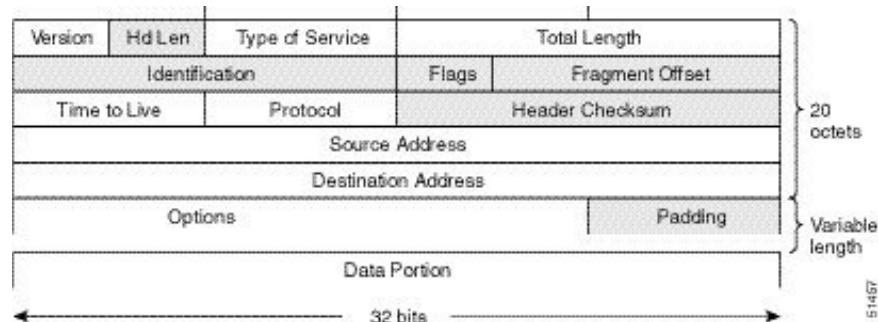 Version Hd Len Type of Service Total Length
Identification Flags Fragment Offset
Time to Live Protocol Header Checksum
20
octets
Source Address
Destination Address
Options Padding
Variable
length
Data Portion
32 bits
51457